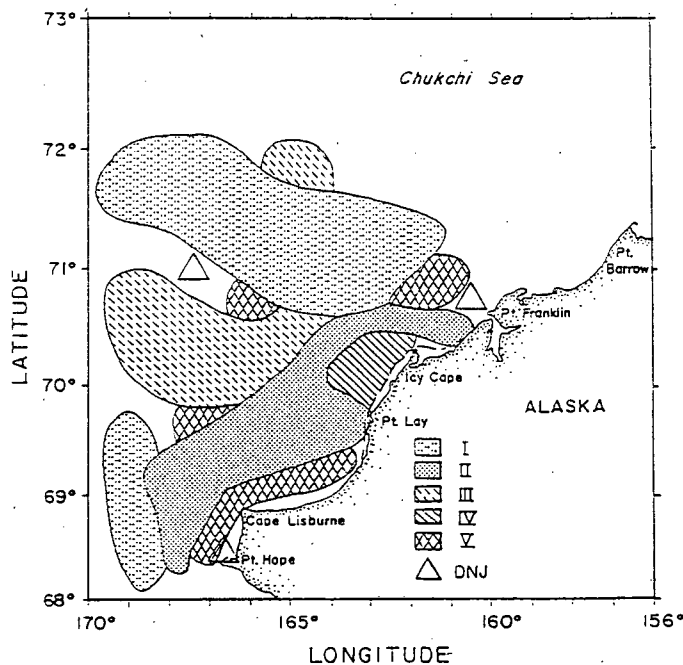 73°
Chukchi Sea
72°
71°
Pt.
Barrow
Pt. Franklin
LATITUDE
70°
Icy Cape
ALASKA
Pt. Lay
I
II
III
IV
V
DNJ
69°
Cape Lisburne
Pt. Hope
68°
170° 165° 160° 156°
LONGITUDE